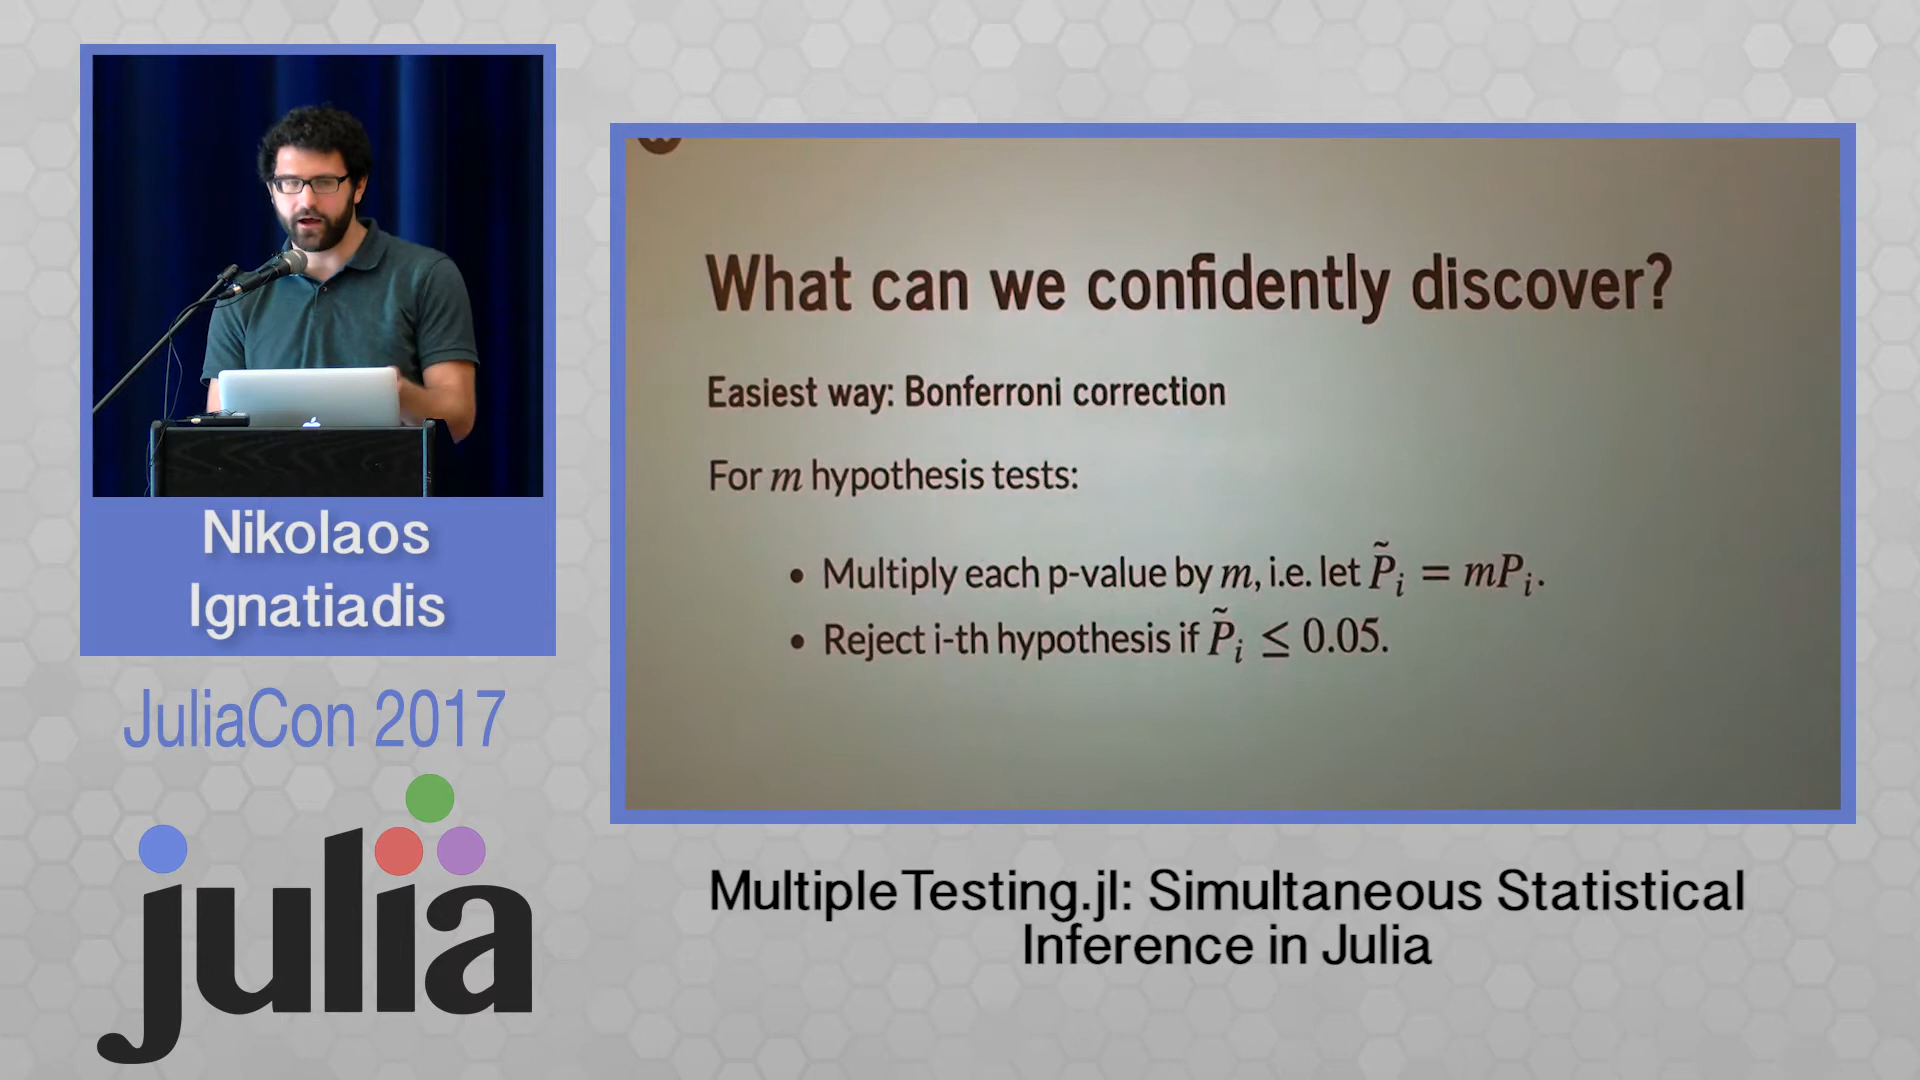 Nikolaos
Ignatiadis
JuliaCon 2017
julia
What can we confidently discover?
Easiest way: Bonferroni correction
For m hypothesis tests:
• Multiply each p-value by m, i.e. let P̃ᵢ = mPᵢ.
• Reject i-th hypothesis if P̃ᵢ ≤ 0.05.
MultipleTesting.jl: Simultaneous Statistical
Inference in Julia